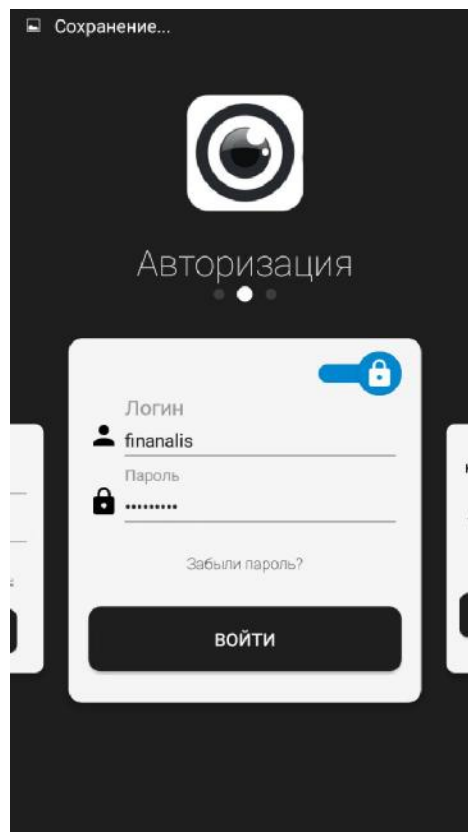 Сохранение...
Авторизация
Логин
finanalis
Пароль
•••••••••
Забыли пароль?
ВОЙТИ